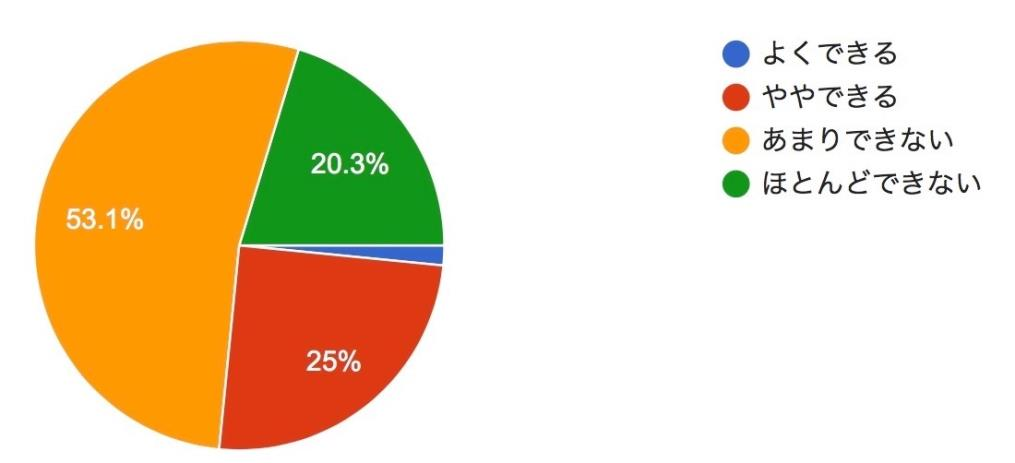 よくできる
ややできる
あまりできない
ほとんどできない
20.3%
53.1%
25%